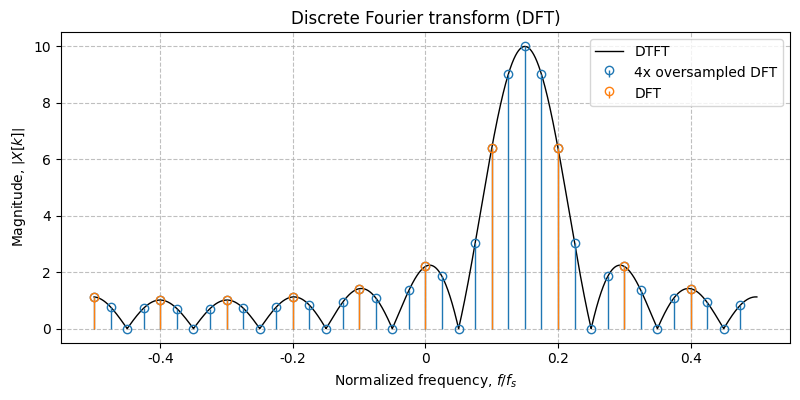 Discrete Fourier transform (DFT)
DTFT
4x oversampled DFT
DFT
Magnitude, |X[k]|
10
8
6
4
2
0
-0.4
-0.2
0
0.2
0.4
Normalized frequency, f/fₛ